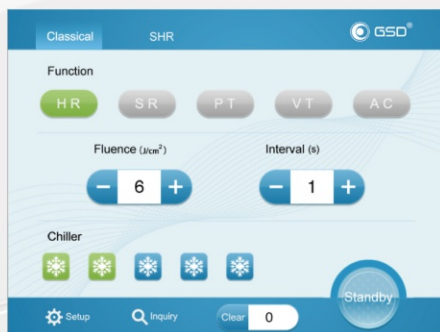 Classical SHR GSD®
Function
HR SR PT VT AC
Fluence (J/cm²) Interval (s)
− 6 + − 1 +
Chiller
Standby
Setup Inquiry Clear 0